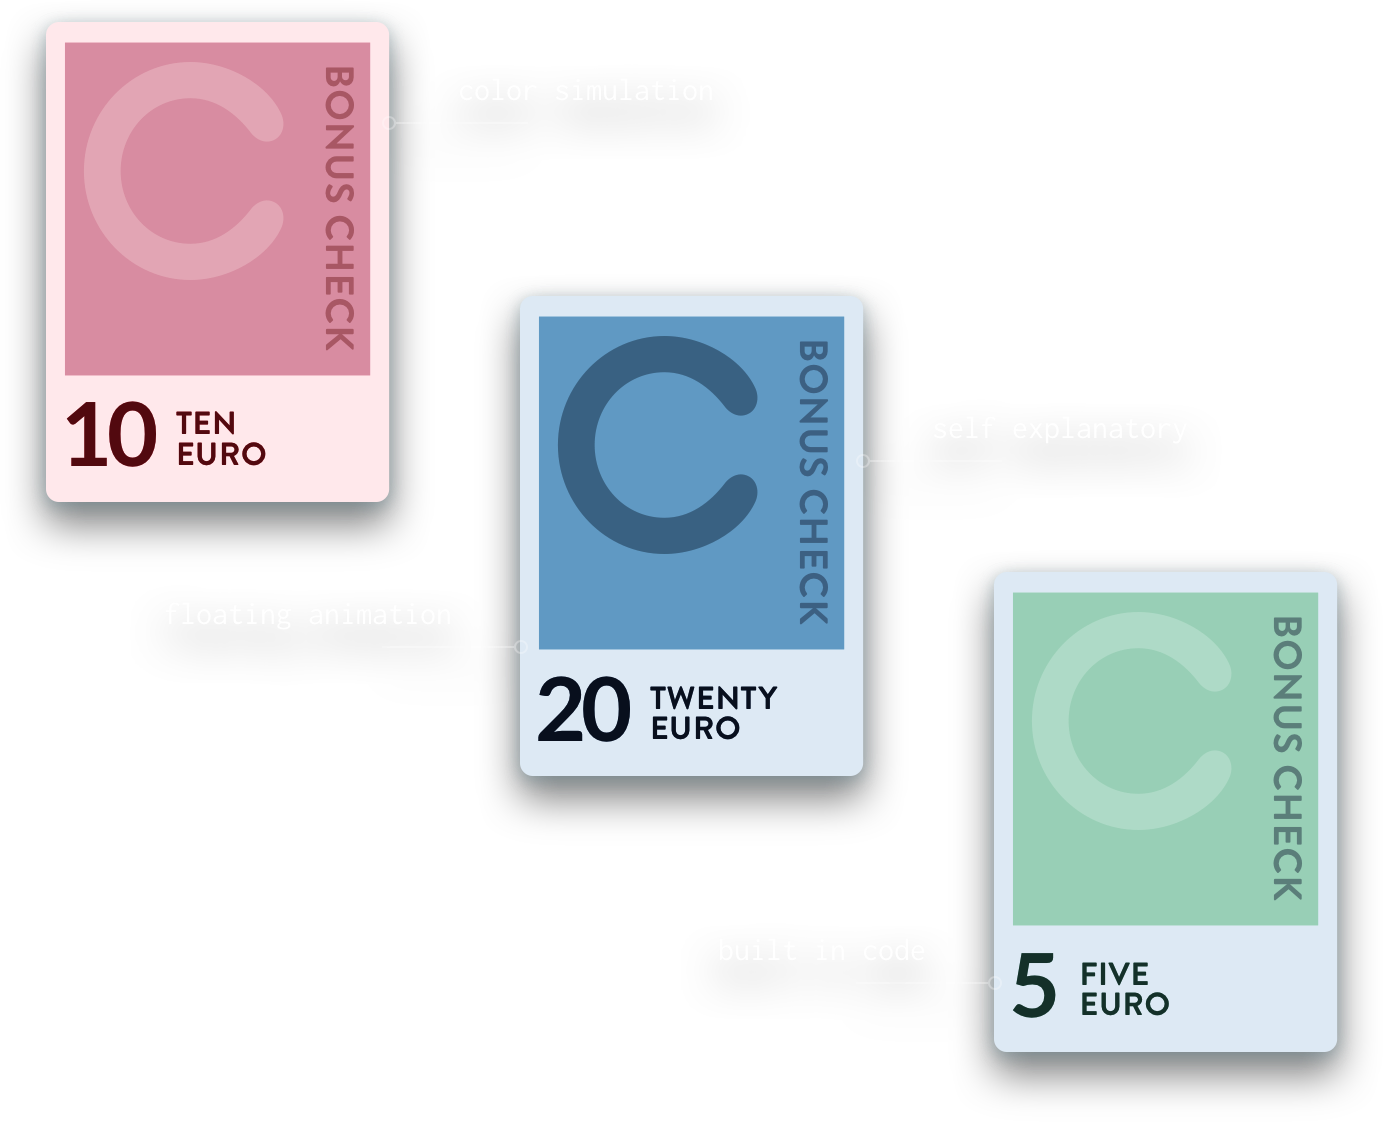 BONUS CHECK
10
TEN
EURO
color simulation
BONUS CHECK
20
TWENTY
EURO
self explanatory
floating animation
BONUS CHECK
5
FIVE
EURO
built in code